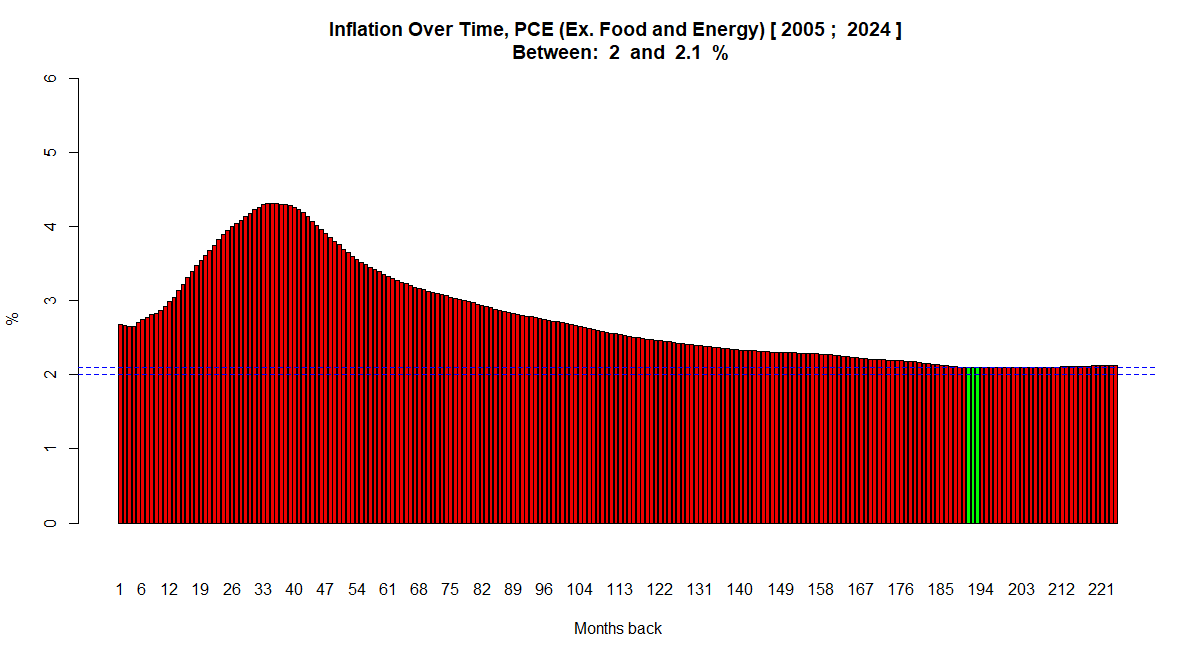 Inflation Over Time, PCE (Ex. Food and Energy) [ 2005 ; 2024 ]
Between: 2 and 2.1 %
6
5
4
3
2
1
0
%
1 6 12 19 26 33 40 47 54 61 68 75 82 89 96 104 113 122 131 140 149 158 167 176 185 194 203 212 221
Months back